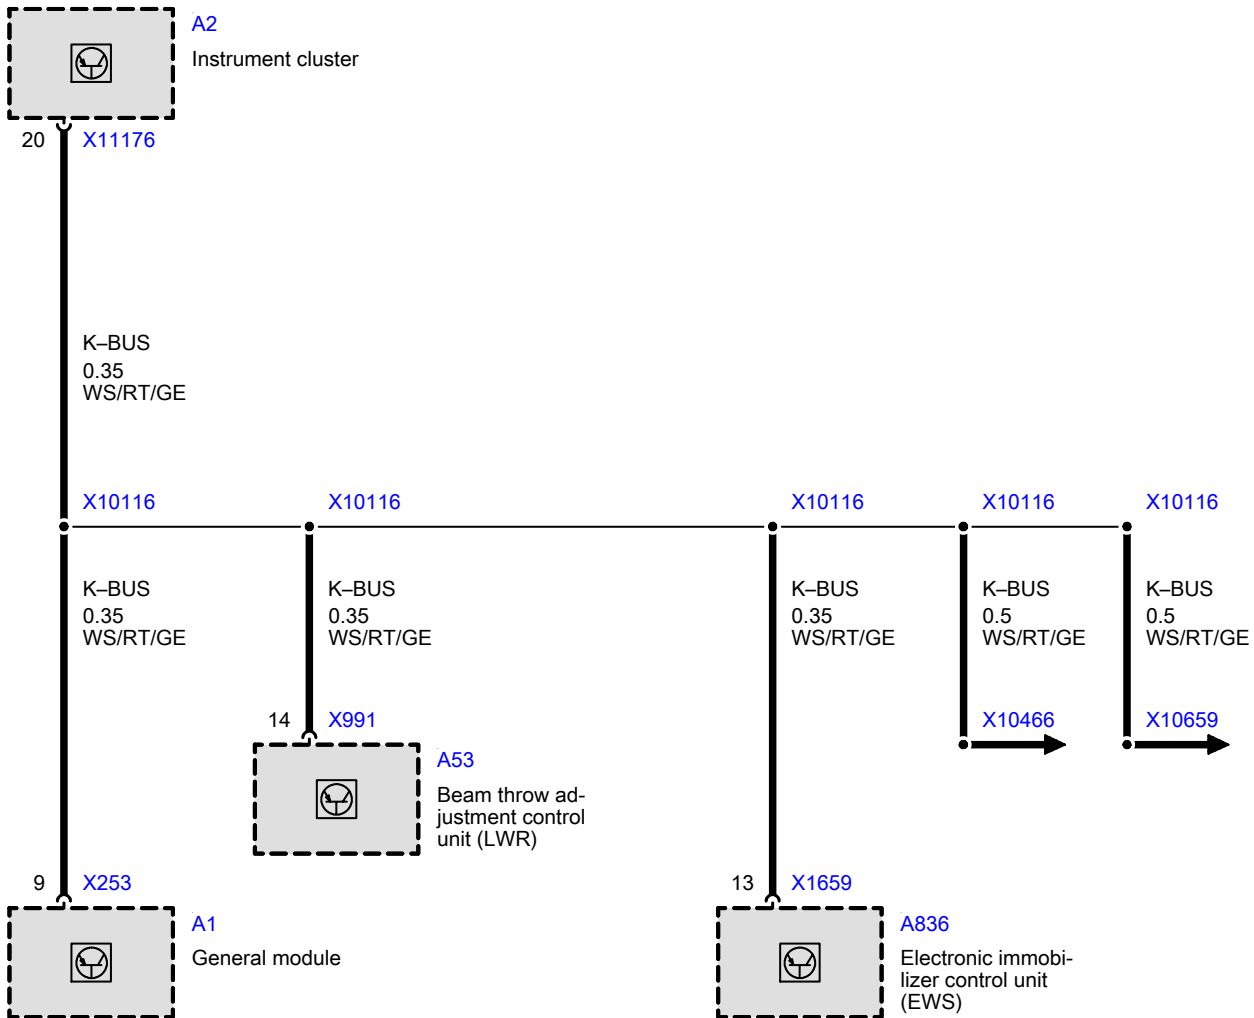 A2
Instrument cluster
20
X11176
K–BUS
0.35
WS/RT/GE
X10116
X10116
X10116
X10116
X10116
K–BUS
0.35
WS/RT/GE
K–BUS
0.35
WS/RT/GE
K–BUS
0.35
WS/RT/GE
K–BUS
0.5
WS/RT/GE
K–BUS
0.5
WS/RT/GE
14
X991
X10466
X10659
A53
Beam throw ad-
justment control
unit (LWR)
9
X253
13
X1659
A1
General module
A836
Electronic immobi-
lizer control unit
(EWS)